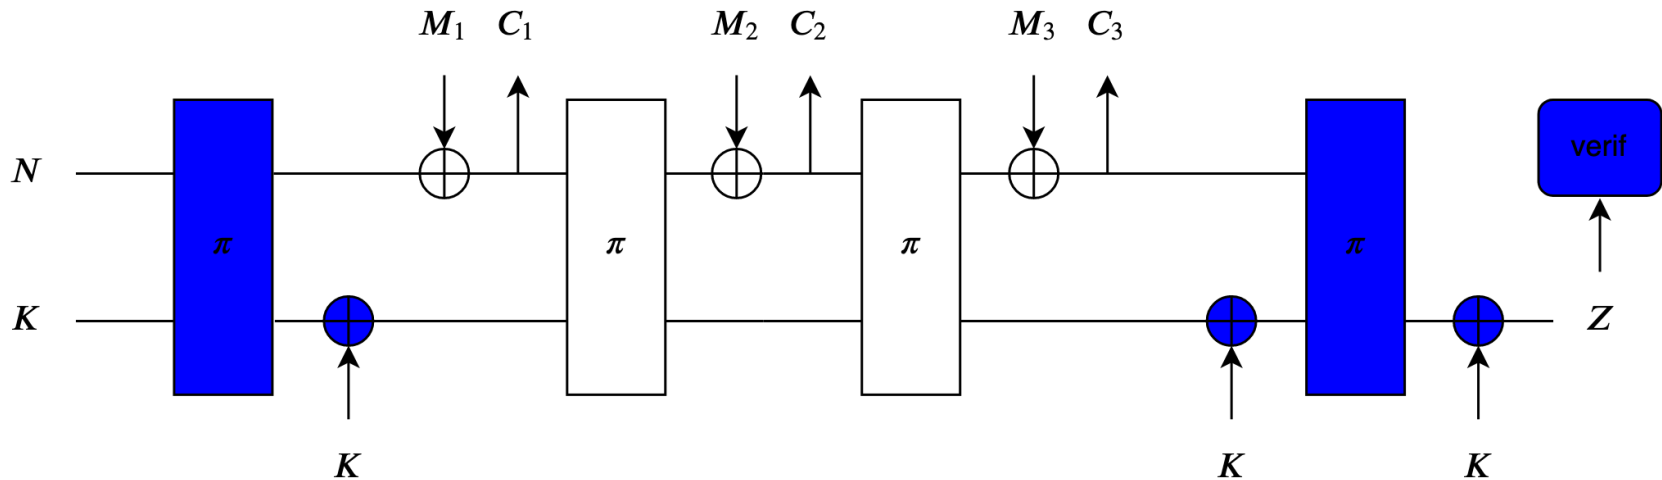 M₁ C₁ M₂ C₂ M₃ C₃
verif
N
π π π π
K Z
K K K